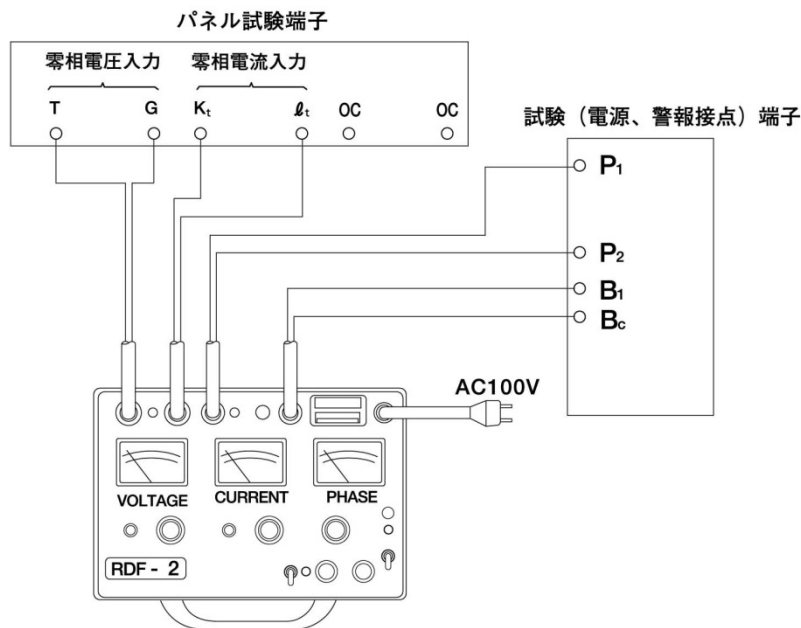 パネル試験端子
零相電圧入力 零相電流入力
T G Kt ℓt OC OC
試験（電源、警報接点）端子
P1
P2
B1
Bc
AC100V
VOLTAGE CURRENT PHASE
RDF - 2